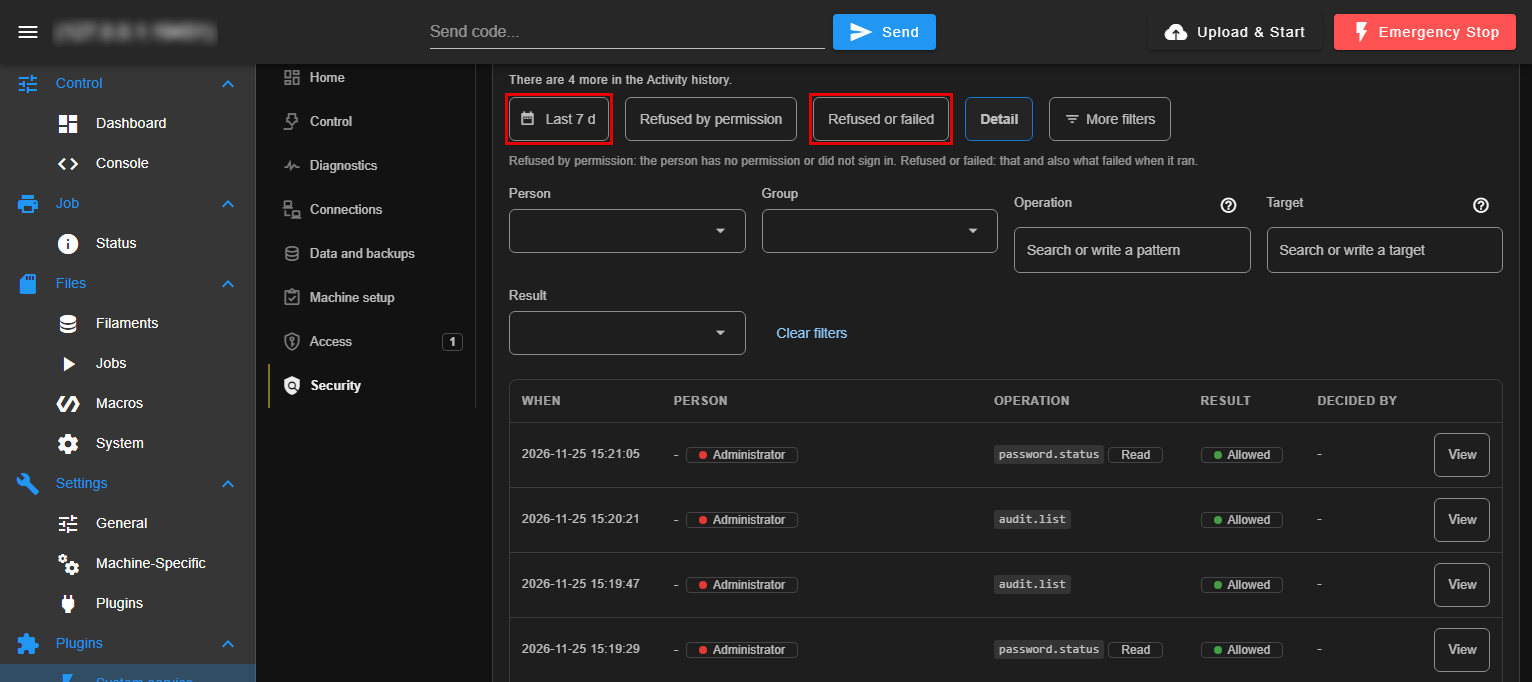 Send code...
Send
Upload & Start
Emergency Stop
Control
Dashboard
Console
Job
Status
Files
Filaments
Jobs
Macros
System
Settings
General
Machine-Specific
Plugins
Plugins
System service
Home
Control
Diagnostics
Connections
Data and backups
Machine setup
Access 1
Security
There are 4 more in the Activity history.
Last 7 d
Refused by permission
Refused or failed
Detail
More filters
Refused by permission: the person has no permission or did not sign in. Refused or failed: that and also what failed when it ran.
Person
Group
Operation
Target
Search or write a pattern
Search or write a target
Result
Clear filters
WHEN PERSON OPERATION RESULT DECIDED BY
2026-11-25 15:21:05 - Administrator password.status Read Allowed - View
2026-11-25 15:20:21 - Administrator audit.list Allowed - View
2026-11-25 15:19:47 - Administrator audit.list Allowed - View
2026-11-25 15:19:29 - Administrator password.status Read Allowed - View